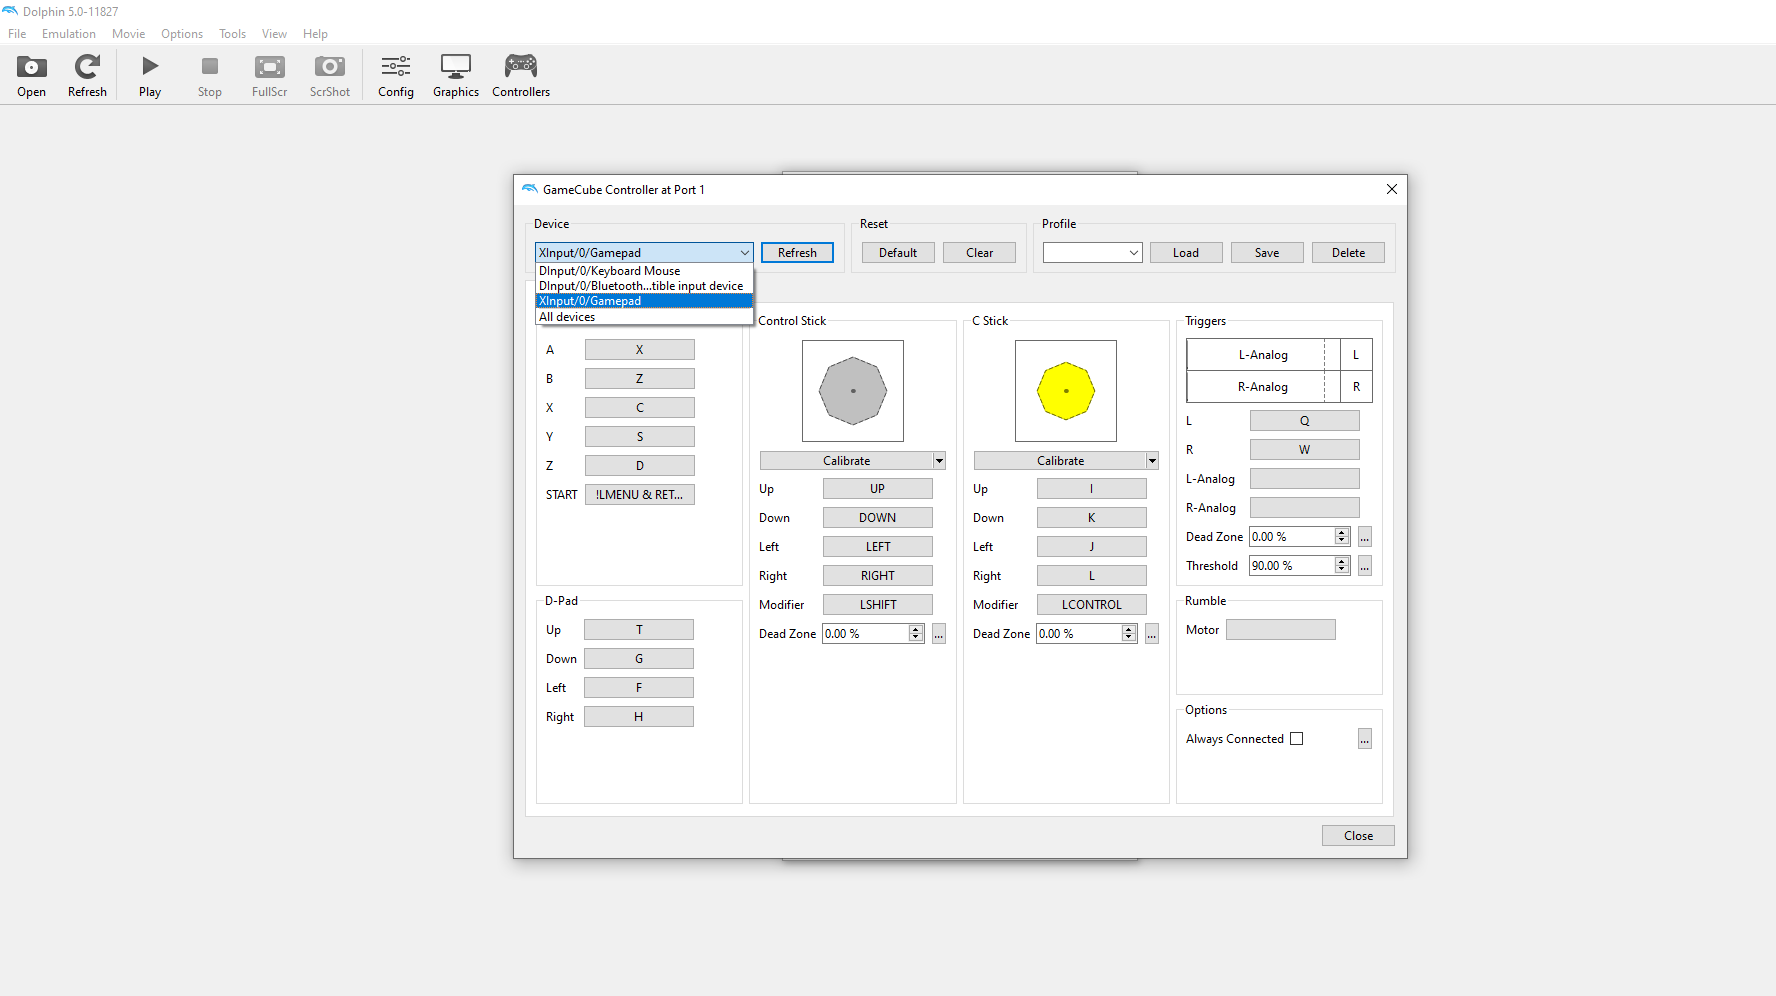 Dolphin 5.0-11827
File Emulation Movie Options Tools View Help
Open Refresh Play Stop FullScr ScrShot Config Graphics Controllers
GameCube Controller at Port 1
Device
XInput/0/Gamepad
Refresh
DInput/0/Keyboard Mouse
DInput/0/Bluetooth...tible input device
XInput/0/Gamepad
All devices
Reset
Default Clear
Profile
Load Save Delete
A X
B Z
X C
Y S
Z D
START !LMENU & RET...
D-Pad
Up T
Down G
Left F
Right H
Control Stick
Calibrate
Up UP
Down DOWN
Left LEFT
Right RIGHT
Modifier LSHIFT
Dead Zone 0.00 % ...
C Stick
Calibrate
Up I
Down K
Left J
Right L
Modifier LCONTROL
Dead Zone 0.00 % ...
Triggers
L-Analog L
R-Analog R
L Q
R W
L-Analog
R-Analog
Dead Zone 0.00 % ...
Threshold 90.00 % ...
Rumble
Motor
Options
Always Connected ...
Close